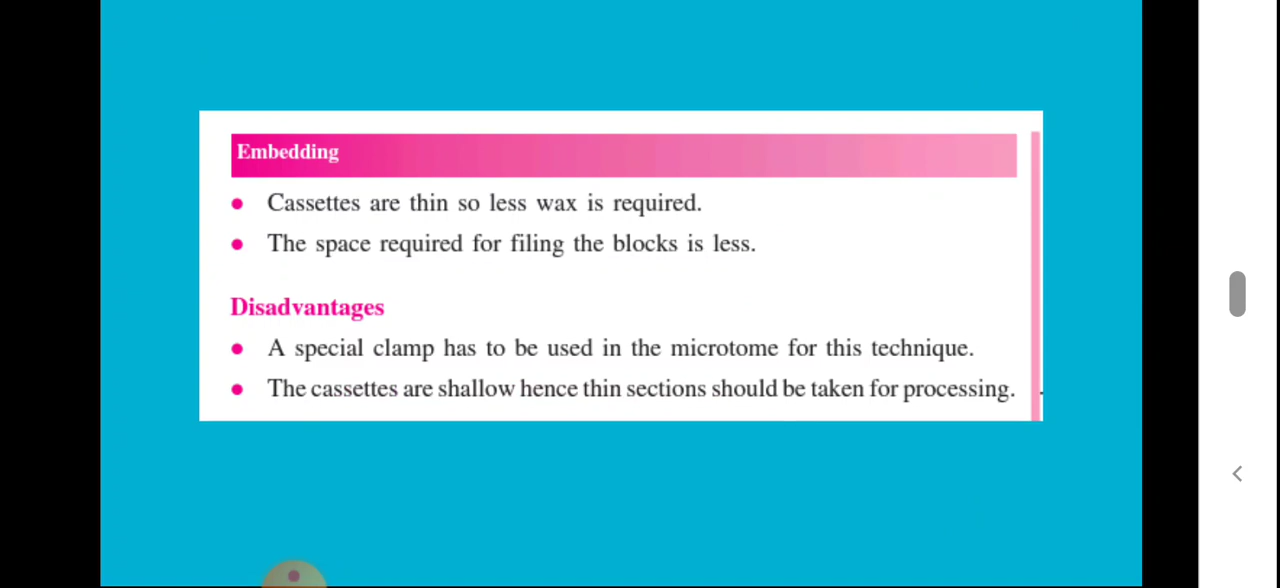 Embedding
Cassettes are thin so less wax is required.
The space required for filing the blocks is less.
Disadvantages
A special clamp has to be used in the microtome for this technique.
The cassettes are shallow hence thin sections should be taken for processing.